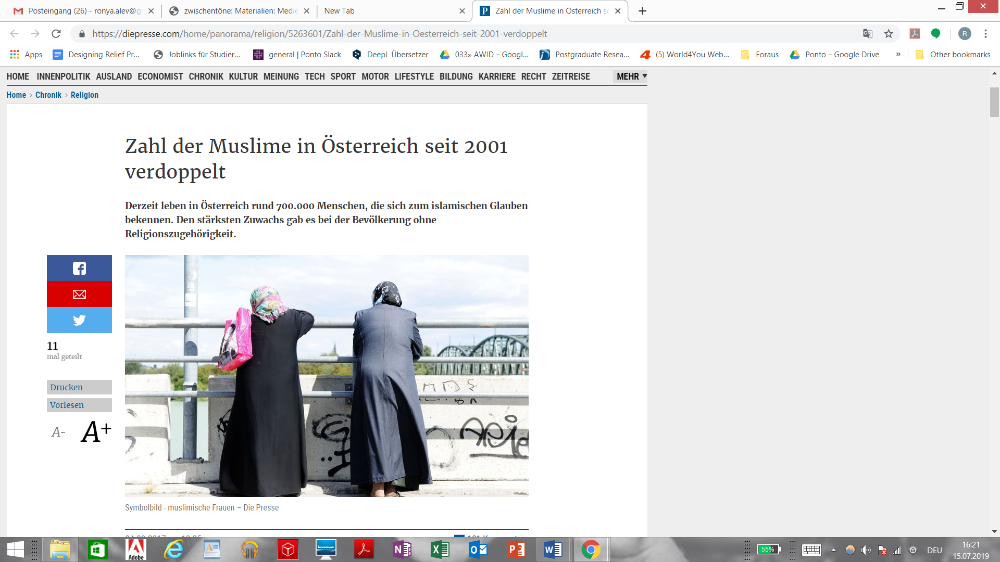 Posteingang (26) - ronya.alev@g
zwischentöne: Materialien: Medie
New Tab
Zahl der Muslime in Österreich se
https://diepresse.com/home/panorama/religion/5263601/Zahl-der-Muslime-in-Oesterreich-seit-2001-verdoppelt
R
Apps
Designing Relief Pr...
Joblinks für Studier...
general | Ponto Slack
DeepL Übersetzer
033» AWID – Googl...
Postgraduate Resea...
(5) World4You Web...
Foraus
Ponto – Google Drive
»
Other bookmarks
HOME INNENPOLITIK AUSLAND ECONOMIST CHRONIK KULTUR MEINUNG TECH SPORT MOTOR LIFESTYLE BILDUNG KARRIERE RECHT ZEITREISE MEHR
Home > Chronik > Religion
Zahl der Muslime in Österreich seit 2001
verdoppelt
Derzeit leben in Österreich rund 700.000 Menschen, die sich zum islamischen Glauben
bekennen. Den stärksten Zuwachs gab es bei der Bevölkerung ohne
Religionszugehörigkeit.
11
mal geteilt
Drucken
Vorlesen
A- A+
Symbolbild - muslimische Frauen – Die Presse
Adobe
lenovo
55%
DEU
16:21
15.07.2019